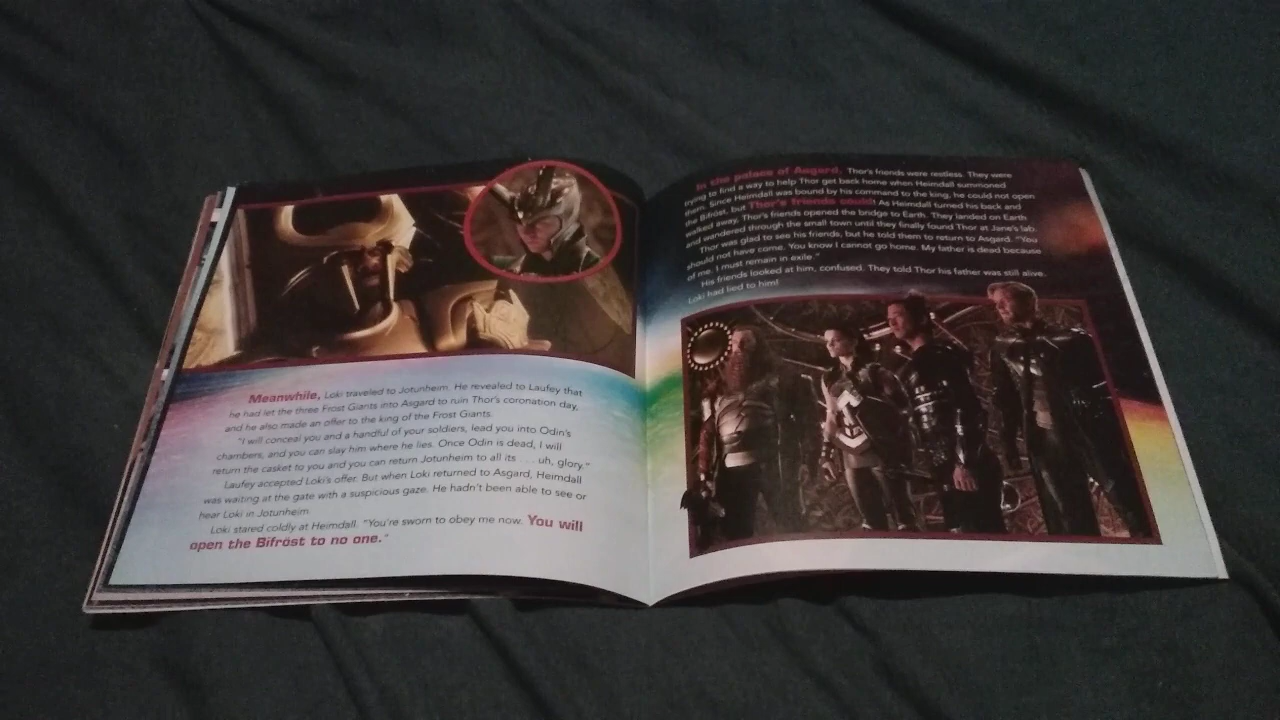 Meanwhile, Loki traveled to Jotunheim. He revealed to Laufey that
he had let the three Frost Giants into Asgard to ruin Thor's coronation day,
and he also made an offer to the king of the Frost Giants.
"I will conceal you and a handful of your soldiers, lead you into Odin's
chambers, and you can slay him where he lies. Once Odin is dead, I will
return the casket to you and you can return Jotunheim to all its . . . uh, glory."
Laufey accepted Loki's offer. But when Loki returned to Asgard, Heimdall
was waiting at the gate with a suspicious gaze. He hadn't been able to see or
hear Loki in Jotunheim.
Loki stared coldly at Heimdall. "You're sworn to obey me now. You will
open the Bifröst to no one."
In the palace of Asgard, Thor's friends were restless. They were
trying to find a way to help Thor get back home when Heimdall summoned
them. Since Heimdall was bound by his command to the king, he could not open
the Bifröst, but Thor's friends could! As Heimdall turned his back and
walked away, Thor's friends opened the bridge to Earth. They landed on Earth
and wandered through the small town until they finally found Thor at Jane's lab.
Thor was glad to see his friends, but he told them to return to Asgard. "You
should not have come. You know I cannot go home. My father is dead because
of me. I must remain in exile."
His friends looked at him, confused. They told Thor his father was still alive.
Loki had lied to him!